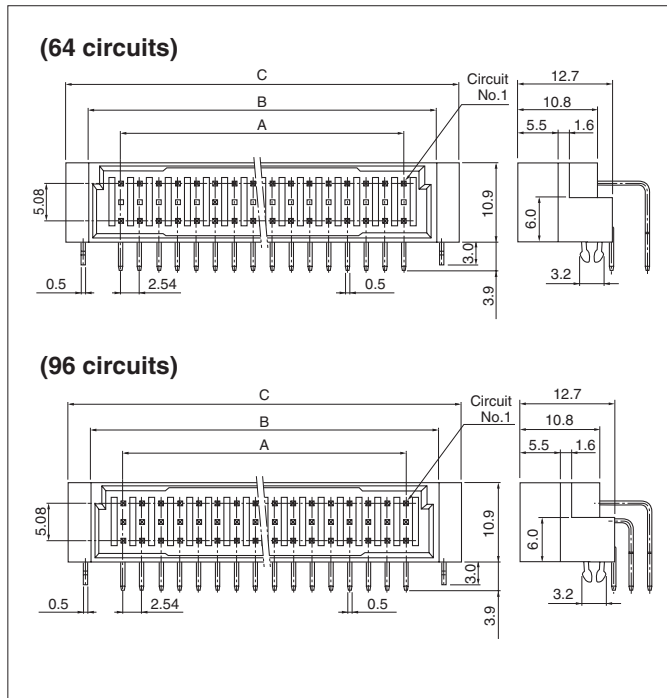 (64 circuits)
C
B
A
Circuit
No.1
5.08
10.9
3.0
3.9
0.5
2.54
0.5
12.7
10.8
5.5
1.6
6.0
3.2
(96 circuits)
C
B
A
Circuit
No.1
5.08
10.9
3.0
3.9
0.5
2.54
0.5
12.7
10.8
5.5
1.6
6.0
3.2